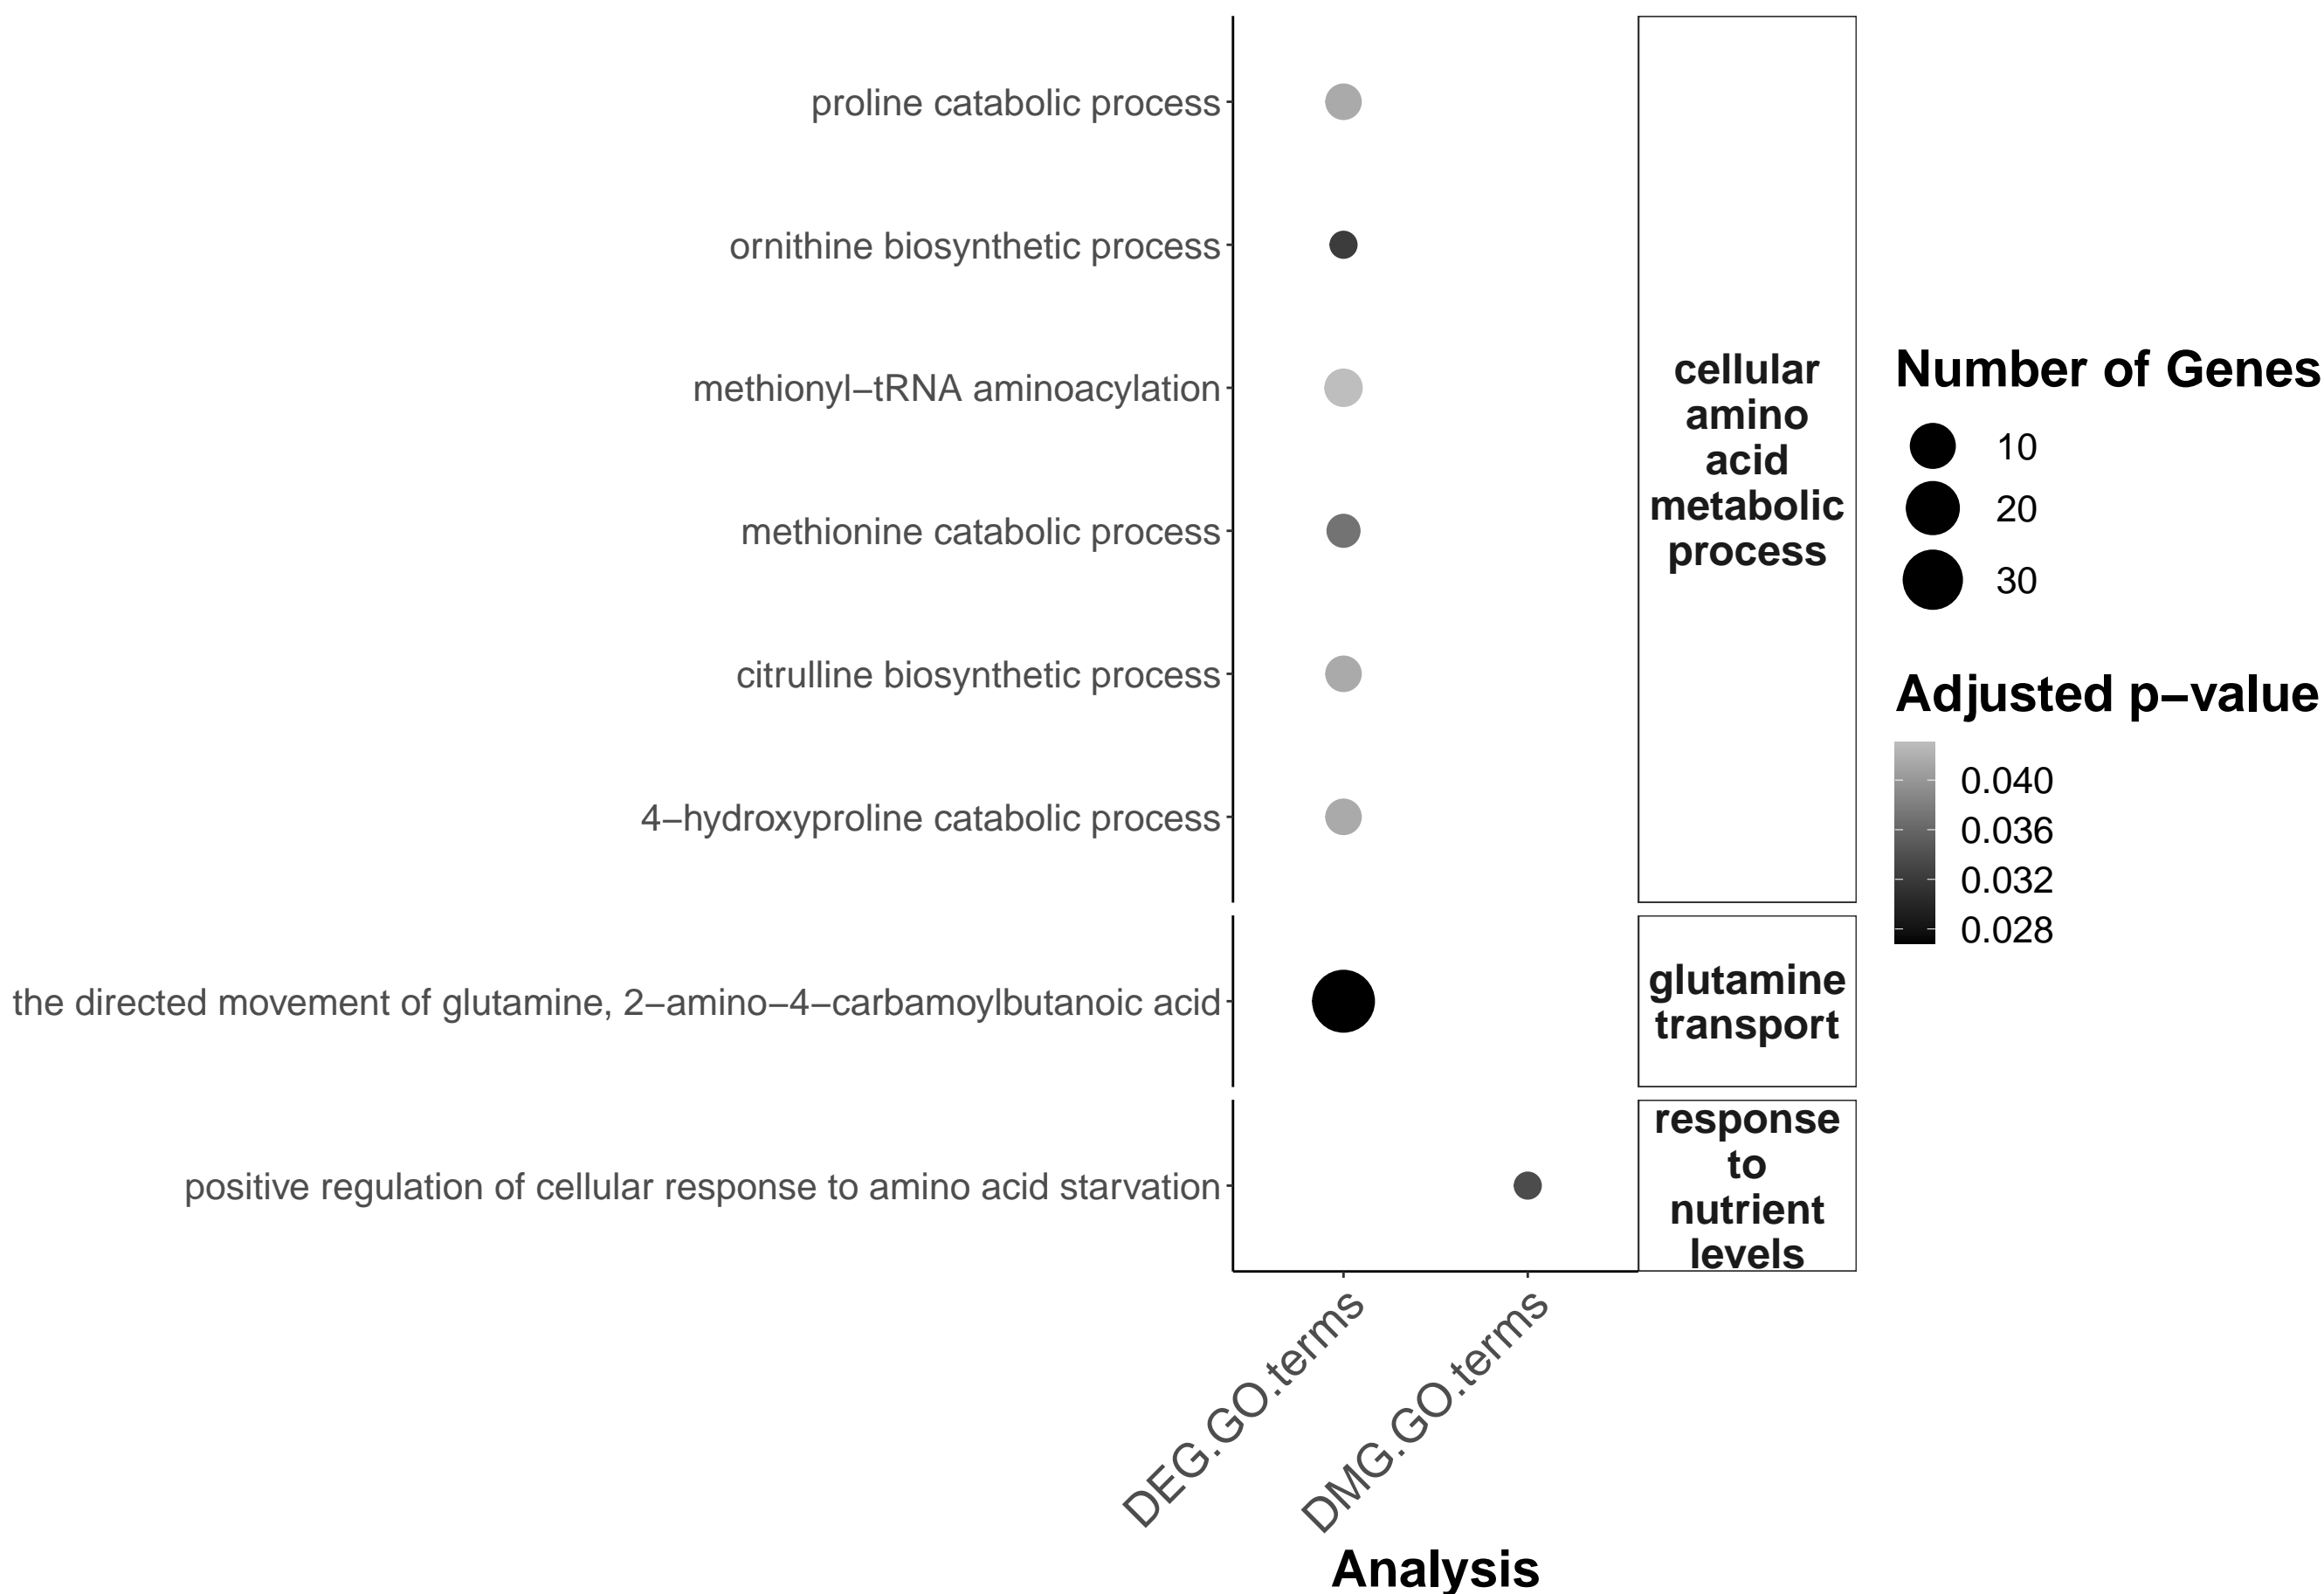 proline catabolic process
ornithine biosynthetic process
methionyl−tRNA aminoacylation
methionine catabolic process
citrulline biosynthetic process
4−hydroxyproline catabolic process
the directed movement of glutamine, 2−amino−4−carbamoylbutanoic acid
positive regulation of cellular response to amino acid starvation
cellular
amino
acid
metabolic
process
glutamine
transport
response
to
nutrient
levels
DEG.GO.terms
DMG.GO.terms
Analysis
Number of Genes
10
20
30
Adjusted p−value
0.040
0.036
0.032
0.028